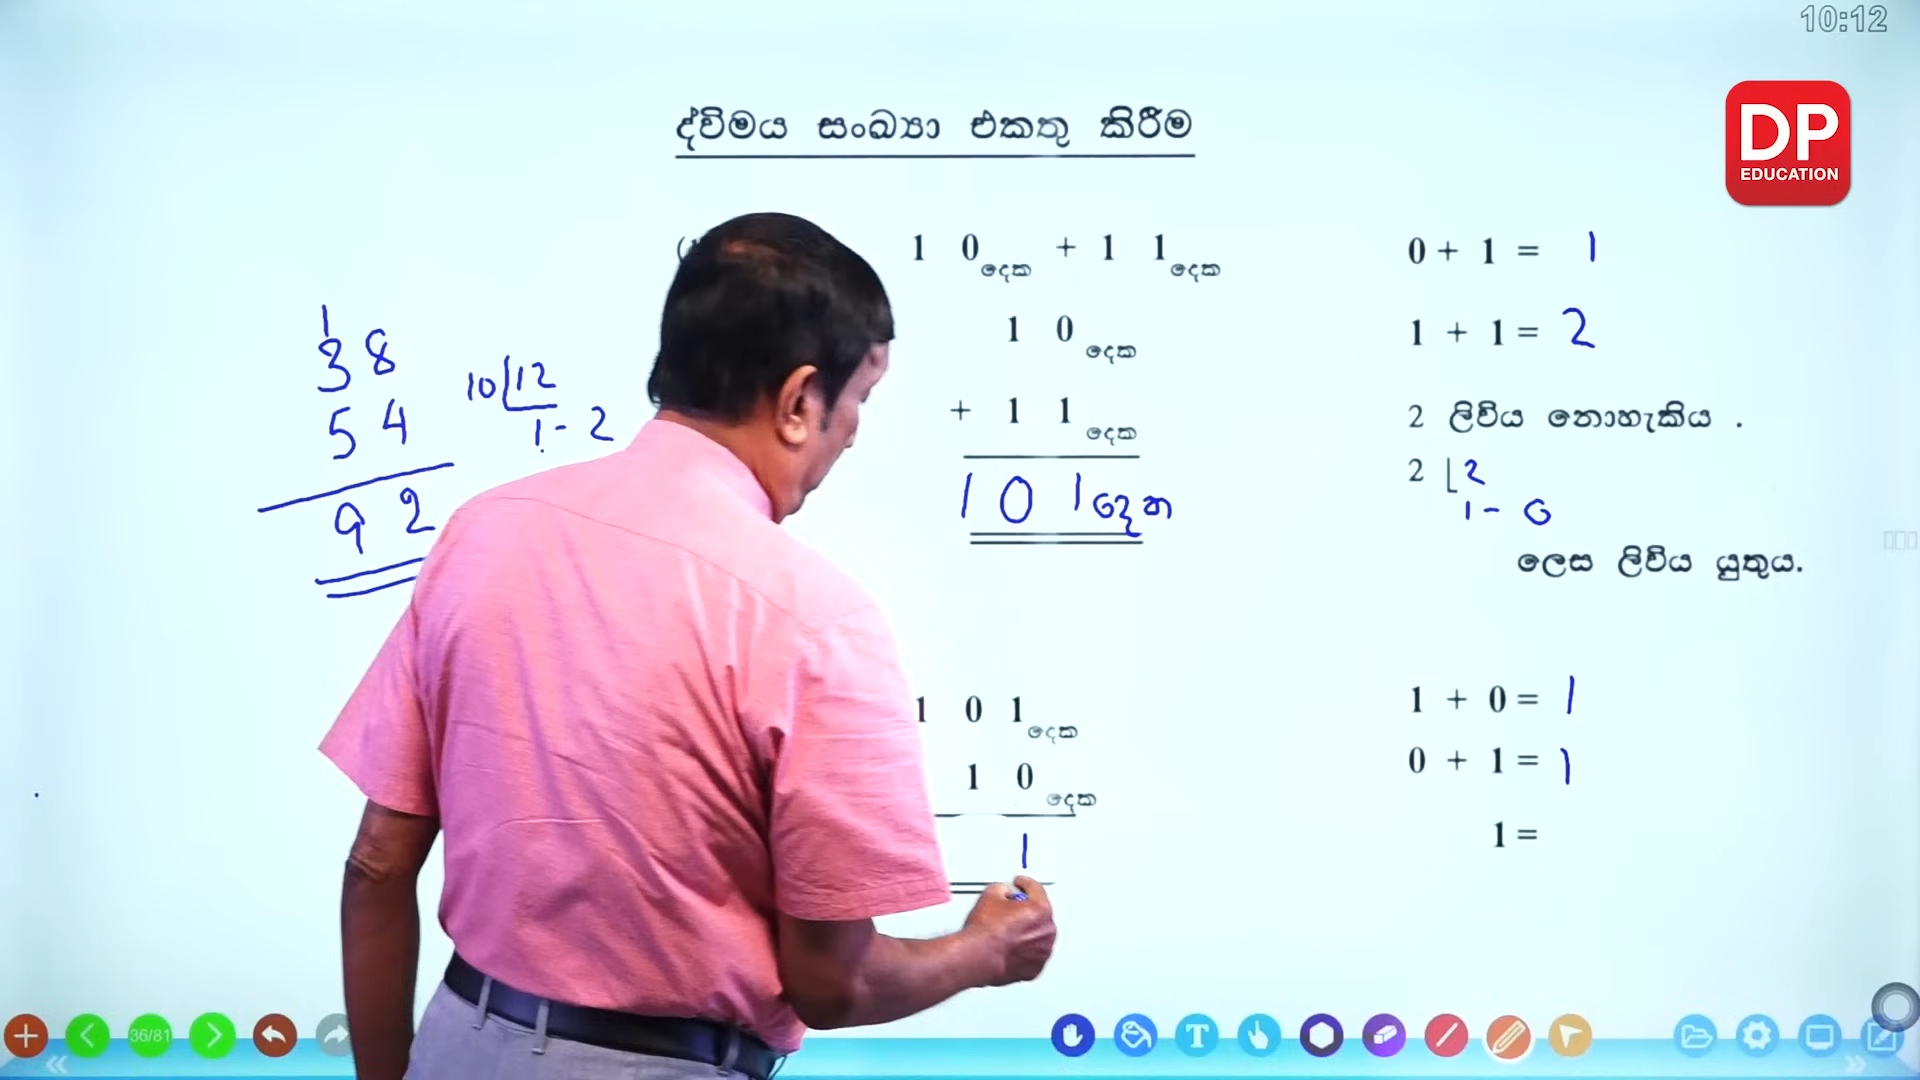 10:12
DP
EDUCATION
ද්විමය සංඛ්‍යා එකතු කිරීම
1 0 දෙක + 1 1 දෙක
1 0 දෙක
+ 1 1 දෙක
1 0 1 දෙක
0 + 1 = 1
1 + 1 = 2
2 ලිවිය නොහැකිය .
2 2
1 - 0
ලෙස ලිවිය යුතුය.
1
3 8
5 4
9 2
10 12
1 - 2
1 0 1 දෙක
1 0 දෙක
1
1 + 0 = 1
0 + 1 = 1
1 =
36/81